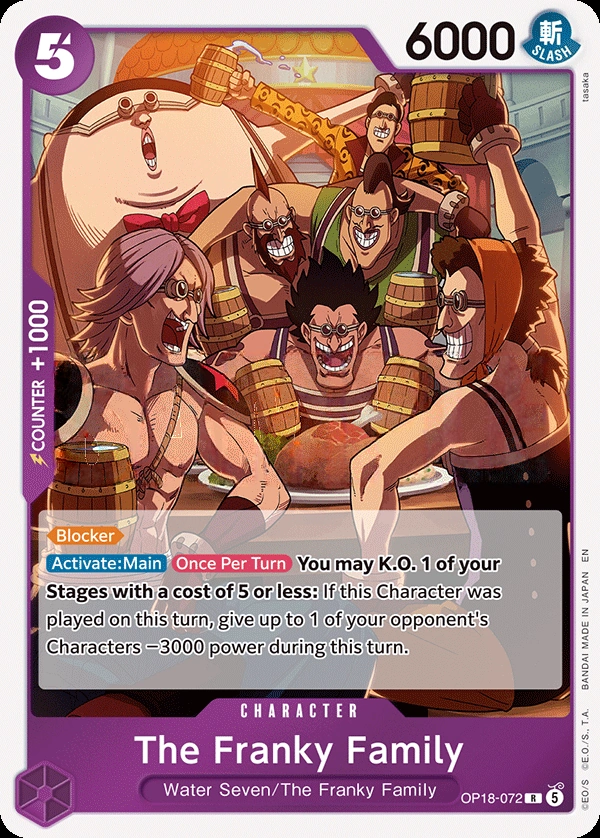 5
6000
斬
SLASH
tasaka
COUNTER +1000
Blocker
Activate:Main Once Per Turn You may K.O. 1 of your
Stages with a cost of 5 or less: If this Character was
played on this turn, give up to 1 of your opponent's
Characters −3000 power during this turn.
CHARACTER
The Franky Family
Water Seven/The Franky Family
OP18-072 R 5
©EO/S ©E.O./S., T.A. BANDAI MADE IN JAPAN EN